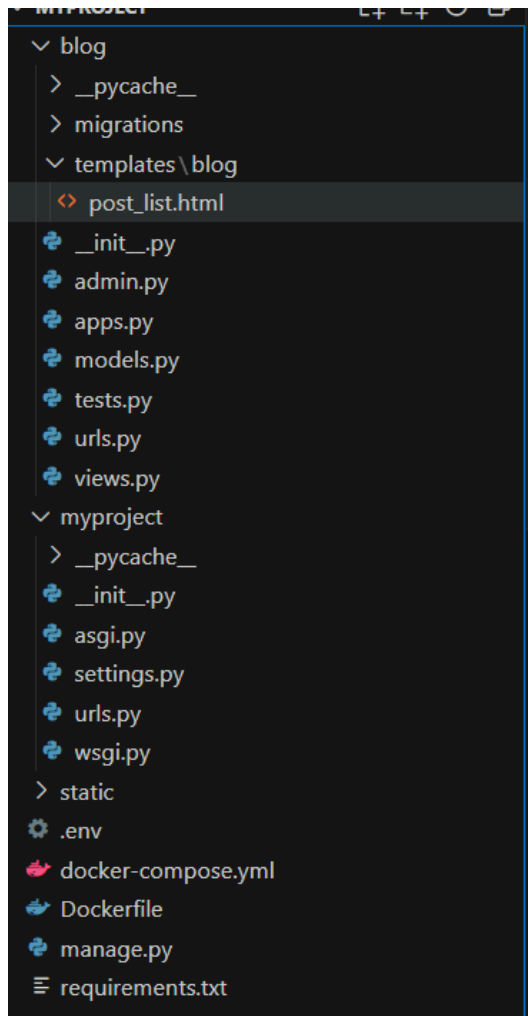 MYPROJECT
blog
__pycache__
migrations
templates\blog
post_list.html
__init__.py
admin.py
apps.py
models.py
tests.py
urls.py
views.py
myproject
__pycache__
__init__.py
asgi.py
settings.py
urls.py
wsgi.py
static
.env
docker-compose.yml
Dockerfile
manage.py
requirements.txt